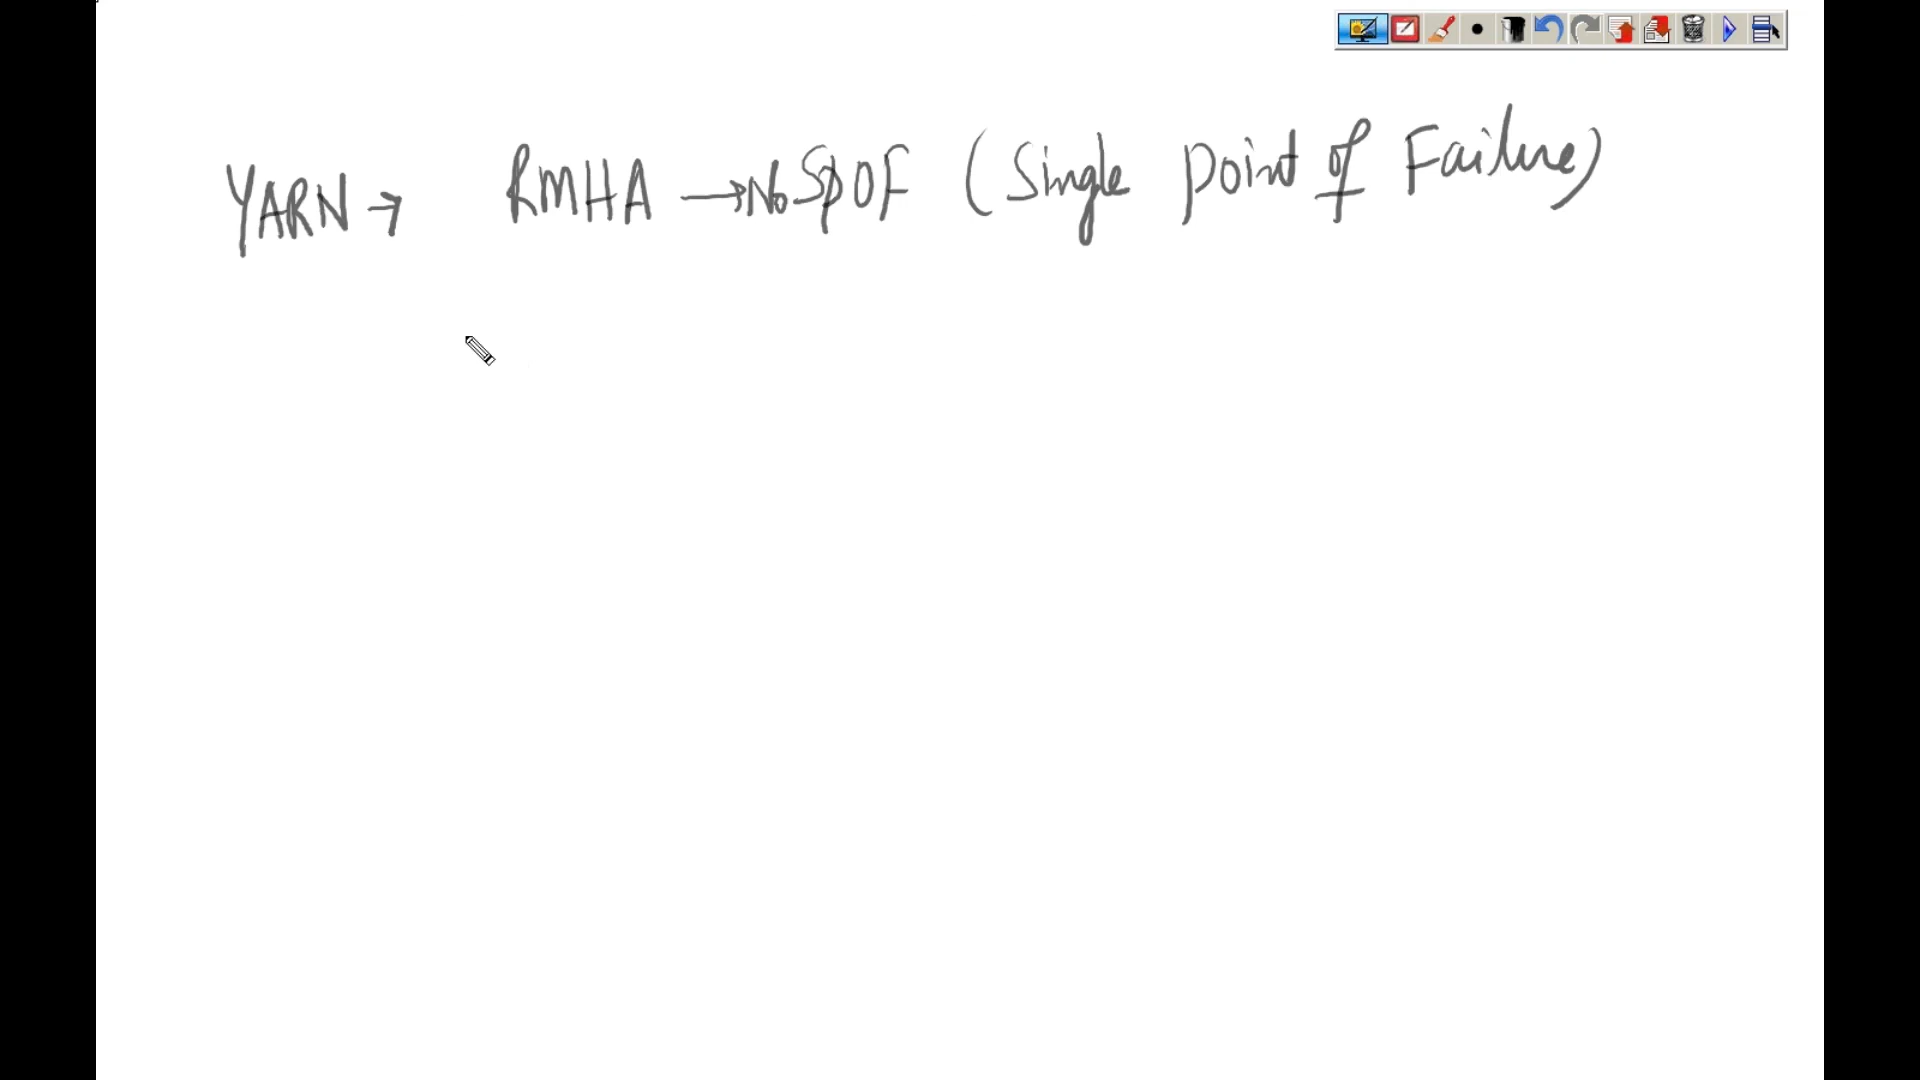 YARN → RMHA → No SPOF (Single Point of Failure)